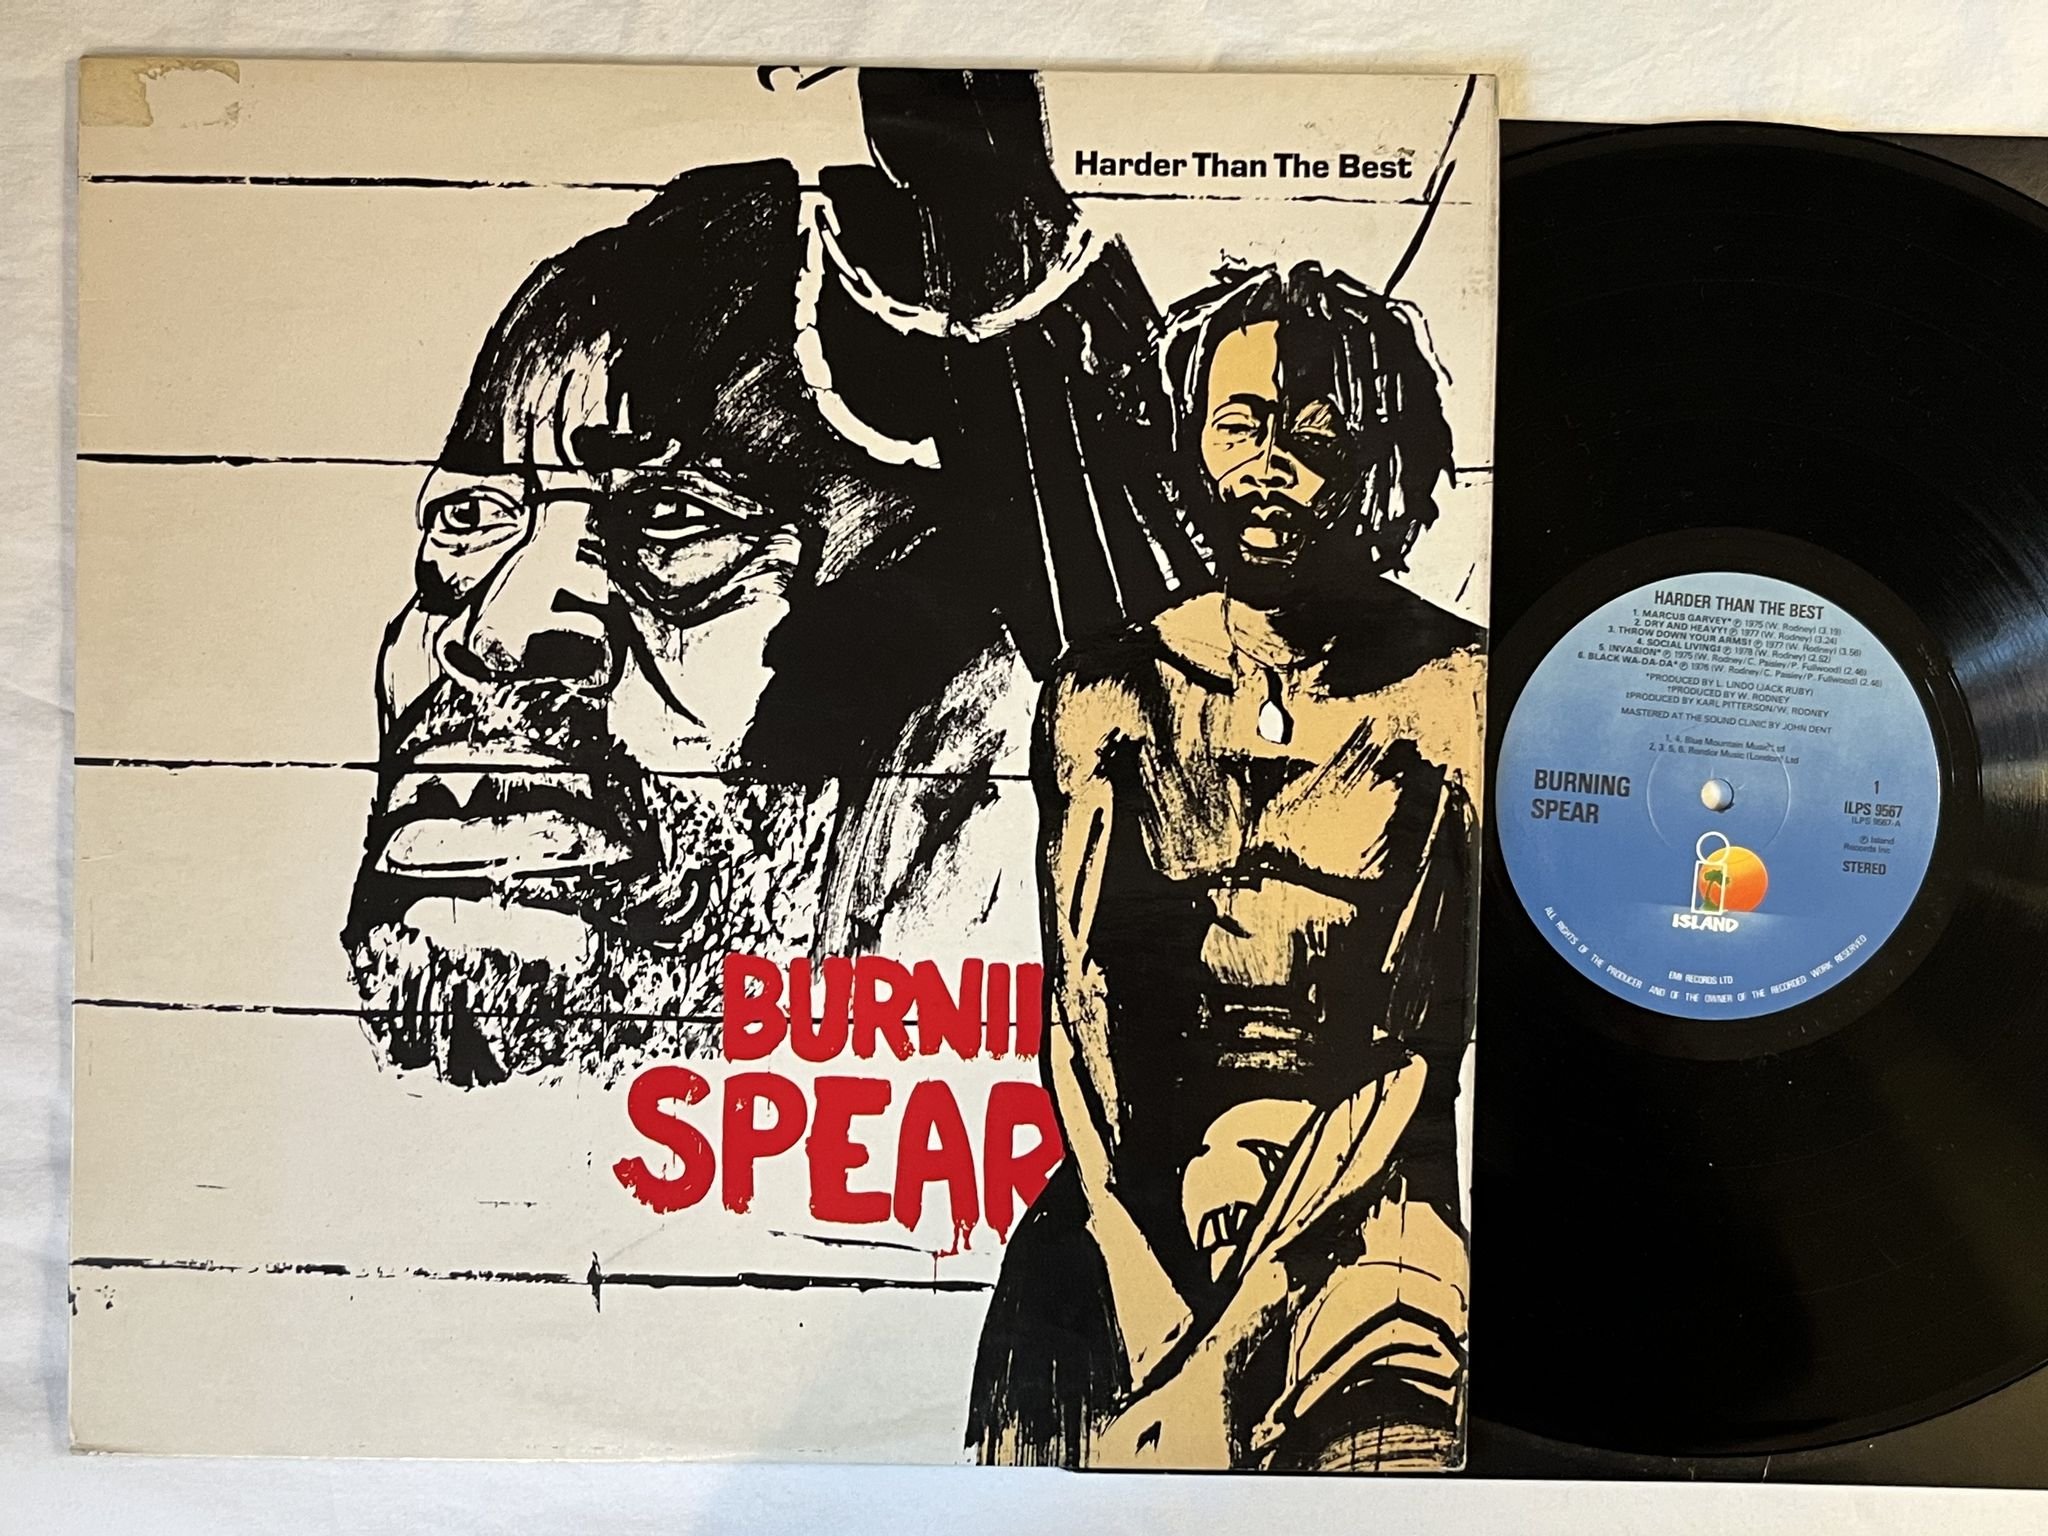 Harder Than The Best
BURNIN
SPEAR
HARDER THAN THE BEST
1. MARCUS GARVEY* ℗ 1975 (W. Rodney) (3.19)
2. DRY AND HEAVY† ℗ 1977 (W. Rodney) (3.24)
3. THROW DOWN YOUR ARMS† ℗ 1977 (W. Rodney) (3.56)
4. SOCIAL LIVING‡ ℗ 1978 (W. Rodney) (2.52)
5. INVASION* ℗ 1975 (W. Rodney/C. Paisley/P. Fullwood) (2.46)
6. BLACK WA-DA-DA* ℗ 1976 (W. Rodney/C. Paisley/P. Fullwood) (2.46)
*PRODUCED BY L. LINDO (JACK RUBY)
†PRODUCED BY W. RODNEY
‡PRODUCED BY KARL PITTERSON/W. RODNEY
MASTERED AT THE SOUND CLINIC BY JOHN DENT
1, 4. Blue Mountain Music Ltd
2, 3, 5, 6. Rondor Music (London) Ltd
BURNING
SPEAR
1
ILPS 9567
ILPS 9567-A
℗ Island
Records Inc
STEREO
ISLAND
EMI RECORDS LTD
ALL RIGHTS OF THE PRODUCER AND OF THE OWNER OF THE RECORDED WORK RESERVED